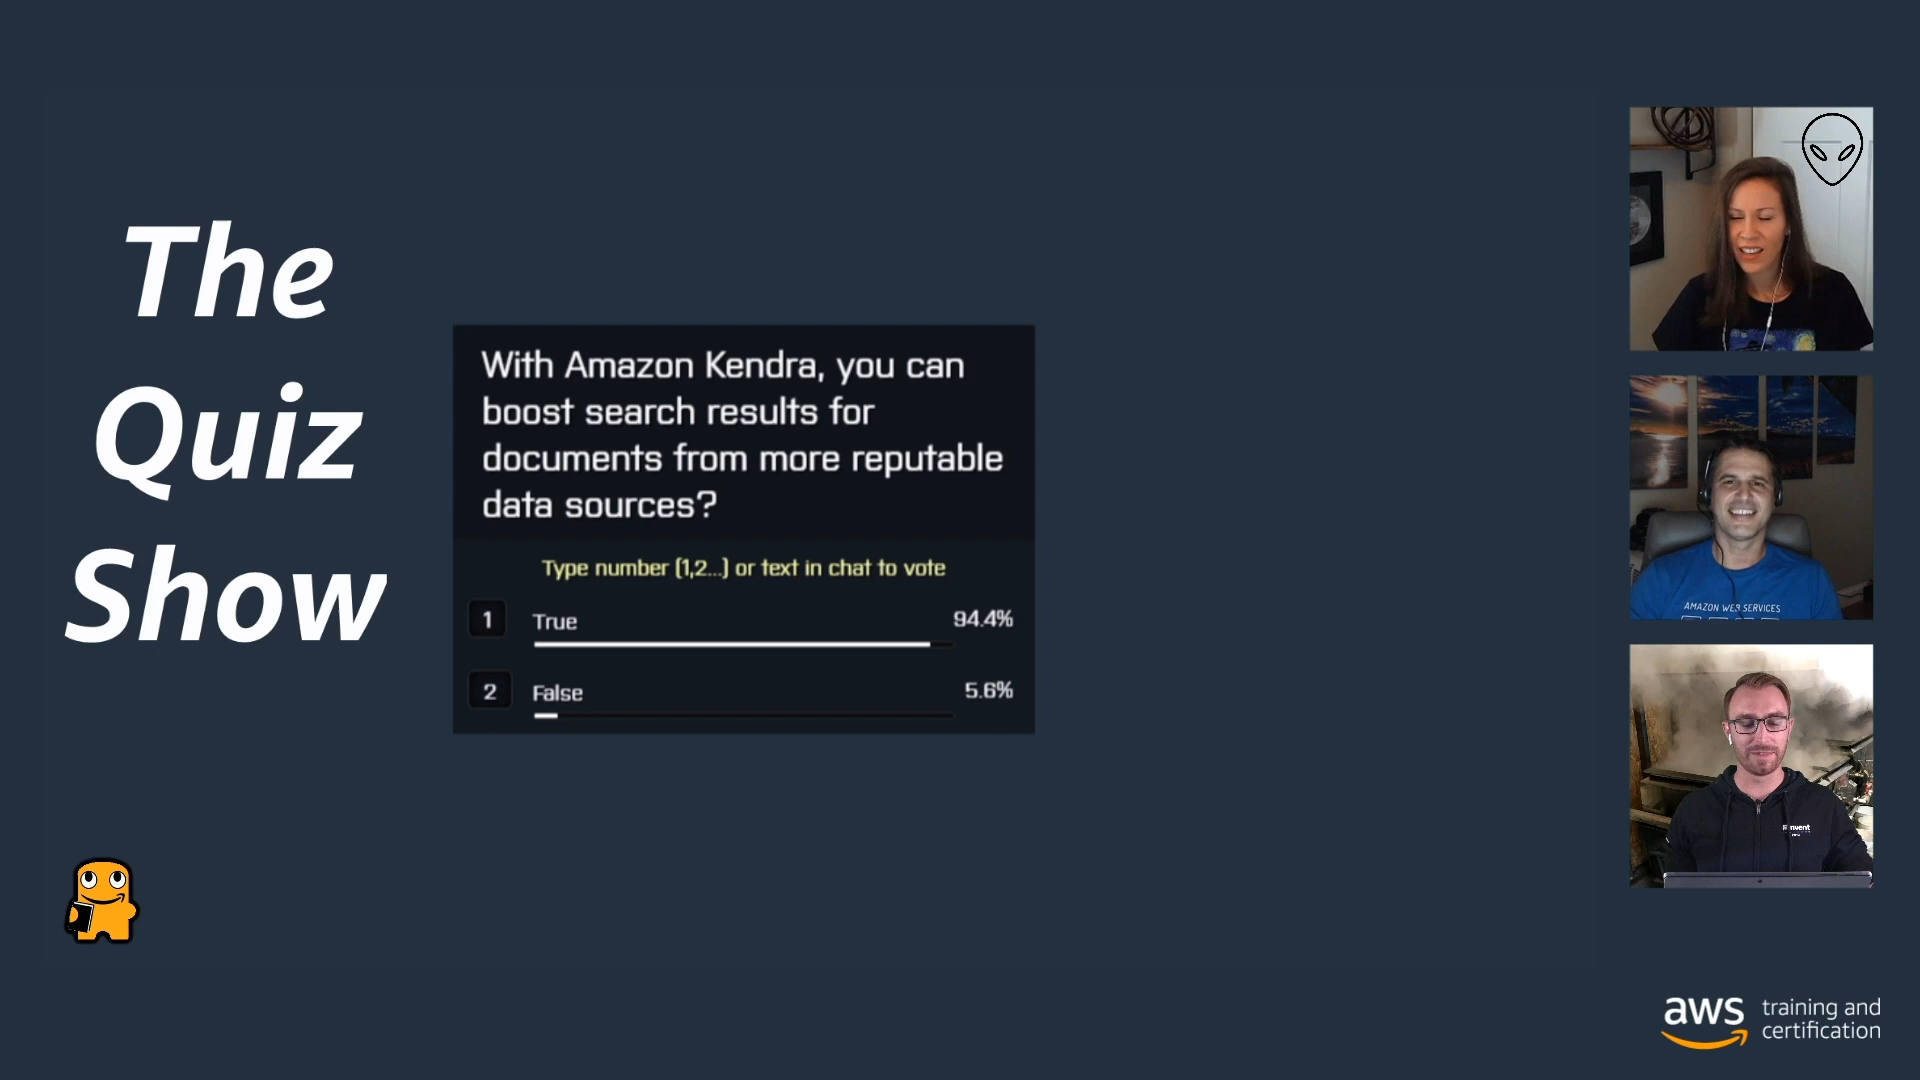 The
Quiz
Show
With Amazon Kendra, you can
boost search results for
documents from more reputable
data sources?
Type number (1,2...) or text in chat to vote
1 True 94.4%
2 False 5.6%
AMAZON WEB SERVICES
aws training and
certification